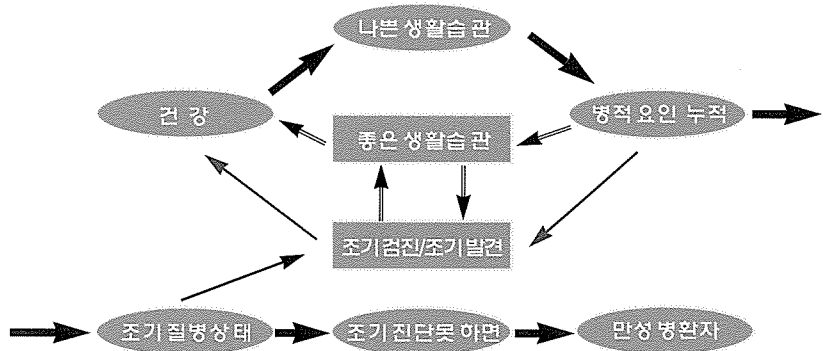 나쁜 생활습관
건 강
병적요인 누적
좋은 생활습관
조기검진/조기발견
조기 질병상태
조기 진단못 하면
만성 병환자